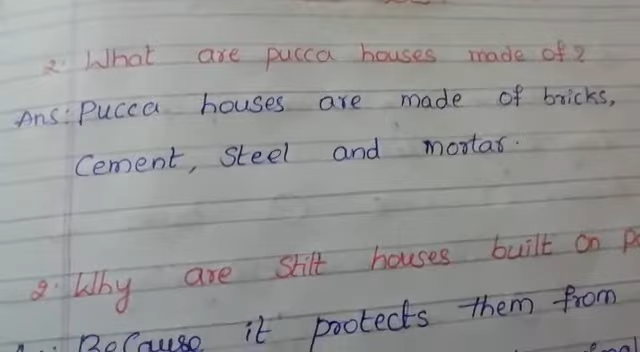 2. What are pucca houses made of?
Ans: Pucca houses are made of bricks,
Cement, Steel and mortar.
2. Why are Stilt houses built on
Because it protects them from